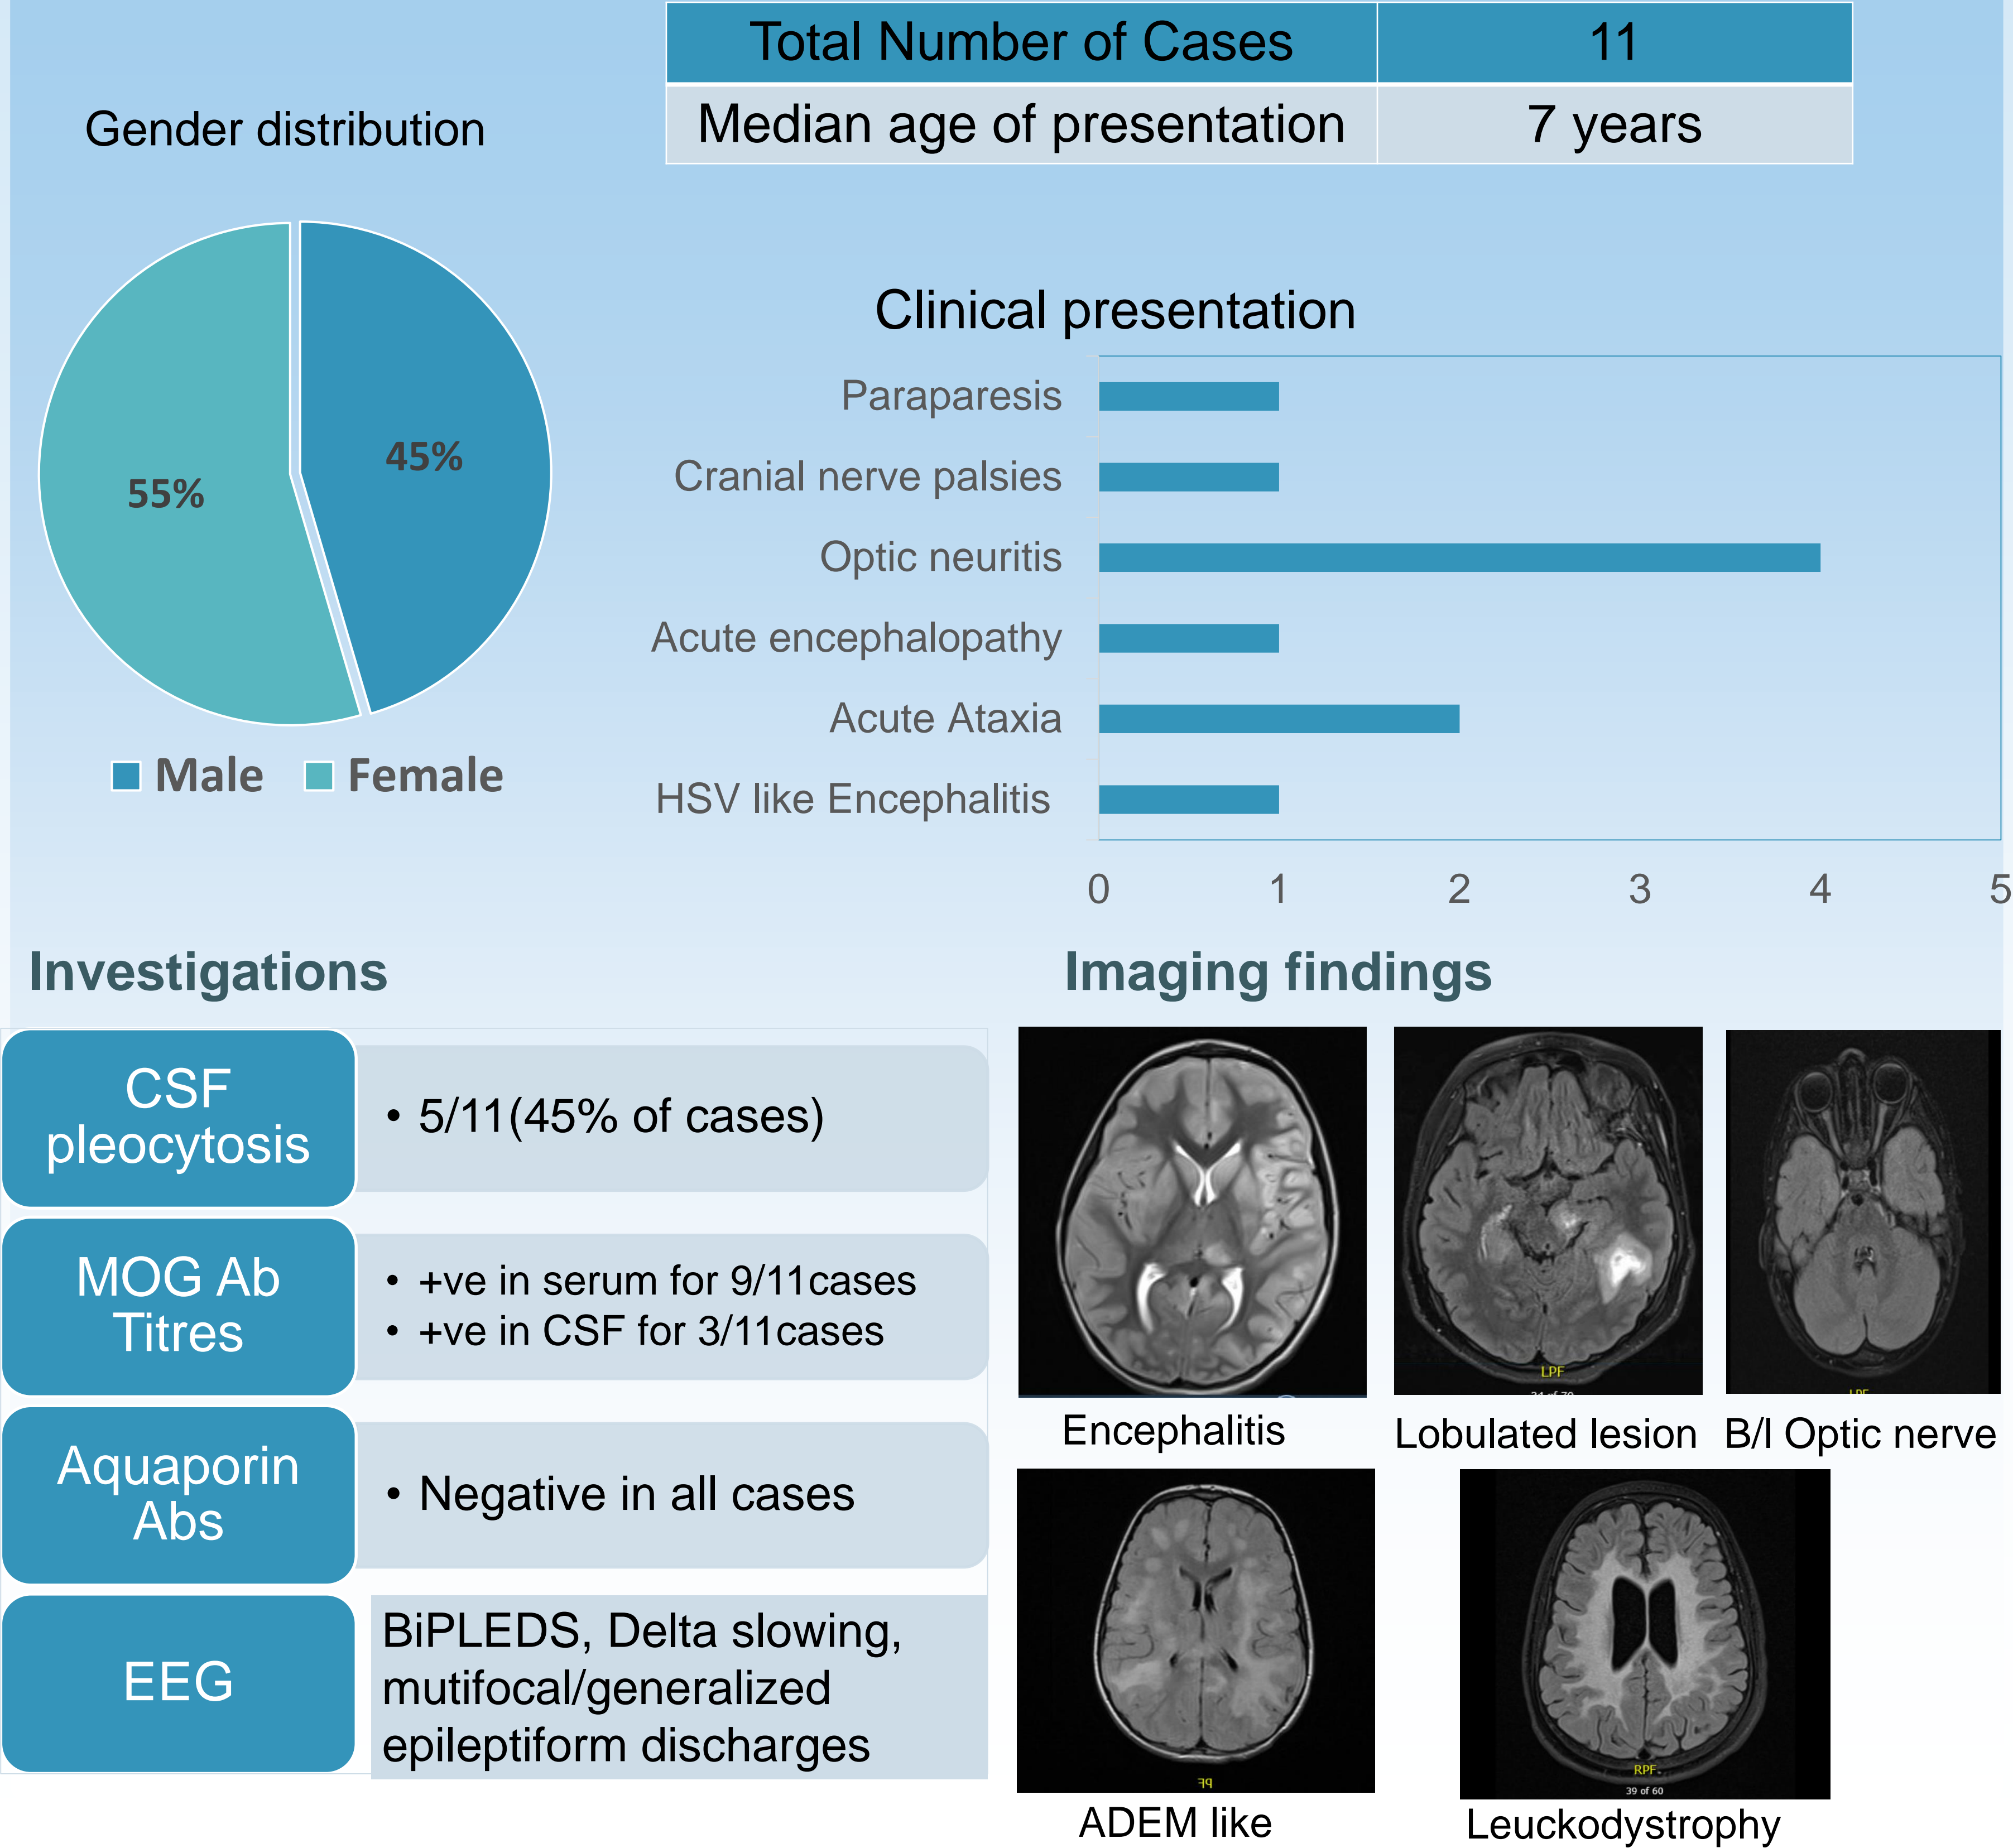 Total Number of Cases 11
Median age of presentation 7 years
Gender distribution
45%
55%
Male Female
Clinical presentation
Paraparesis
Cranial nerve palsies
Optic neuritis
Acute encephalopathy
Acute Ataxia
HSV like Encephalitis
0 1 2 3 4 5
Investigations
CSF
pleocytosis
• 5/11(45% of cases)
MOG Ab
Titres
• +ve in serum for 9/11cases
• +ve in CSF for 3/11cases
Aquaporin
Abs
• Negative in all cases
EEG
BiPLEDS, Delta slowing,
mutifocal/generalized
epileptiform discharges
Imaging findings
LPF
Encephalitis
Lobulated lesion
B/I Optic nerve
ADEM like
RPF
39 of 60
Leuckodystrophy